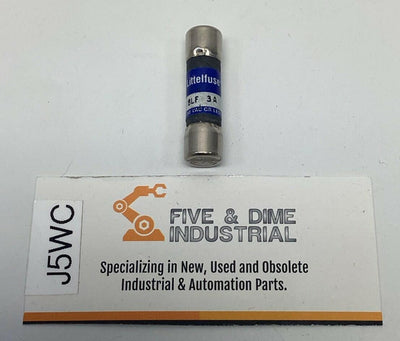 Littelfuse
BLF 3A
J5WC
FIVE & DIME
INDUSTRIAL
Specializing in New, Used and Obsolete
Industrial & Automation Parts.